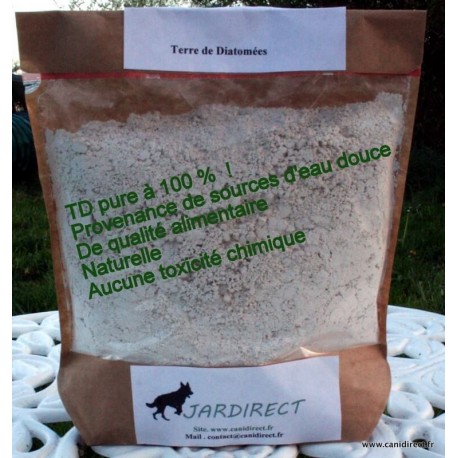 Terre de Diatomées
TD pure à 100 % !
Provenance de sources d'eau douce
De qualité alimentaire
Naturelle
Aucune toxicité chimique
JARDIRECT
Site. www.canidirect.fr
Mail . contact@canidirect.fr
www.canidirect.fr